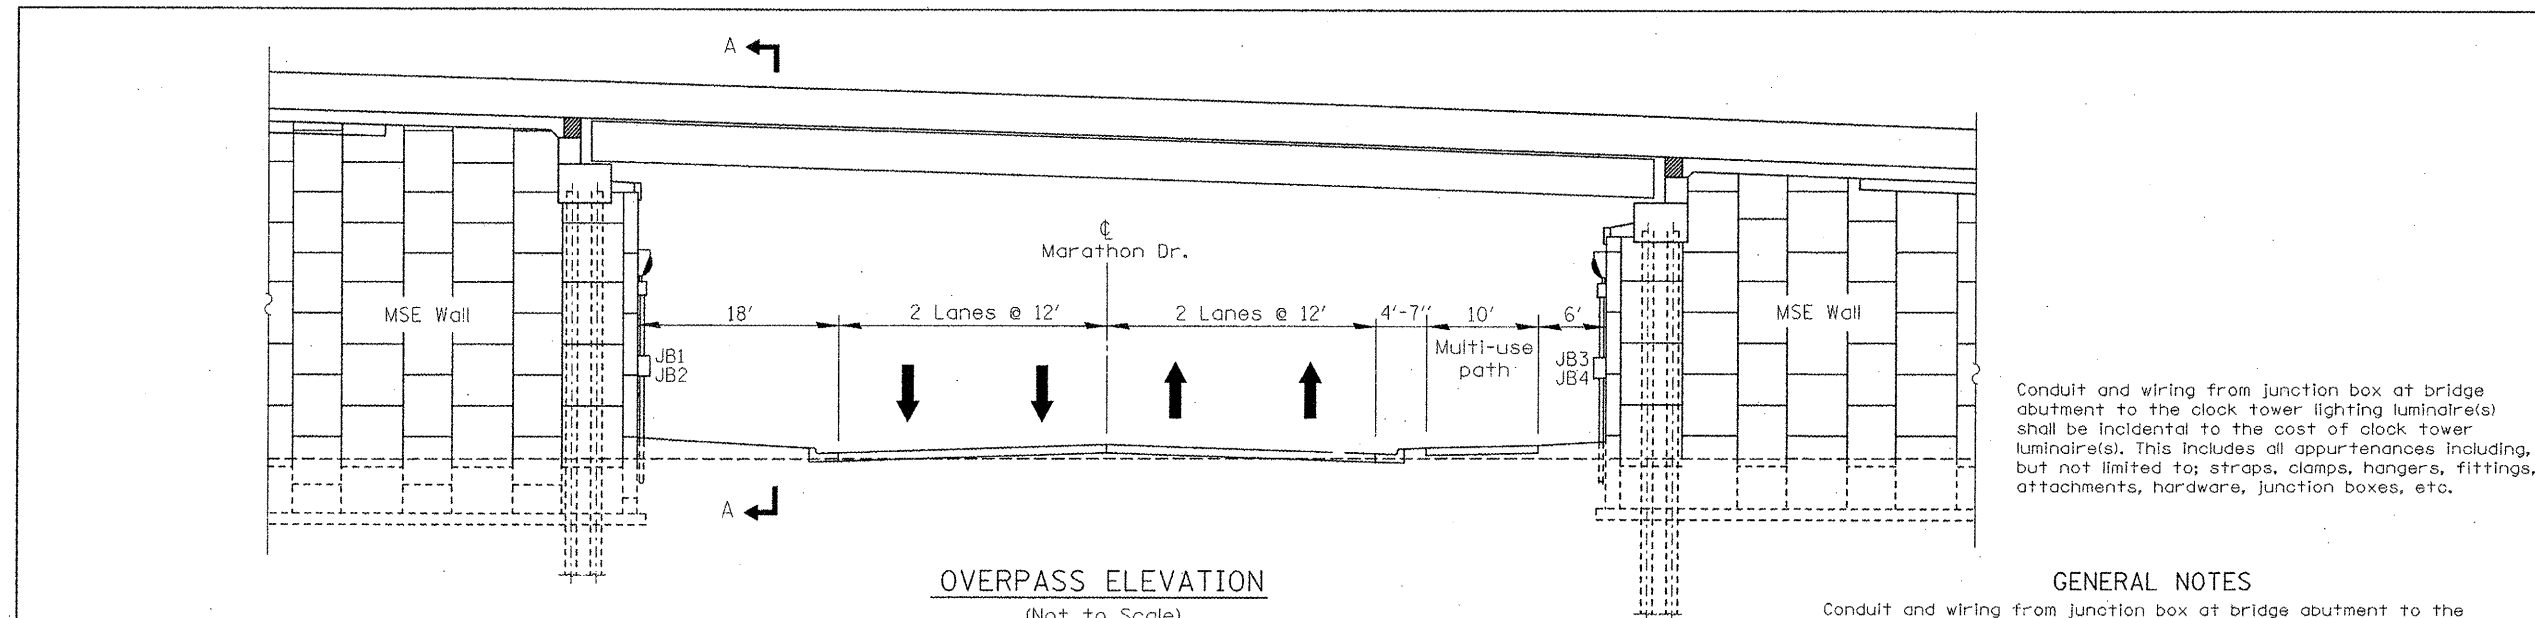 A
℄
Marathon Dr.
MSE Wall
18'
2 Lanes @ 12'
2 Lanes @ 12'
4'-7"
10'
6'
MSE Wall
Multi-use
path
JB1
JB2
JB3
JB4
Conduit and wiring from junction box at bridge
abutment to the clock tower lighting luminaire(s)
shall be incidental to the cost of clock tower
luminaire(s). This includes all appurtenances including,
but not limited to; straps, clamps, hangers, fittings,
attachments, hardware, junction boxes, etc.
A
OVERPASS ELEVATION
(Not to Scale)
GENERAL NOTES
Conduit and wiring from junction box at bridge abutment to the